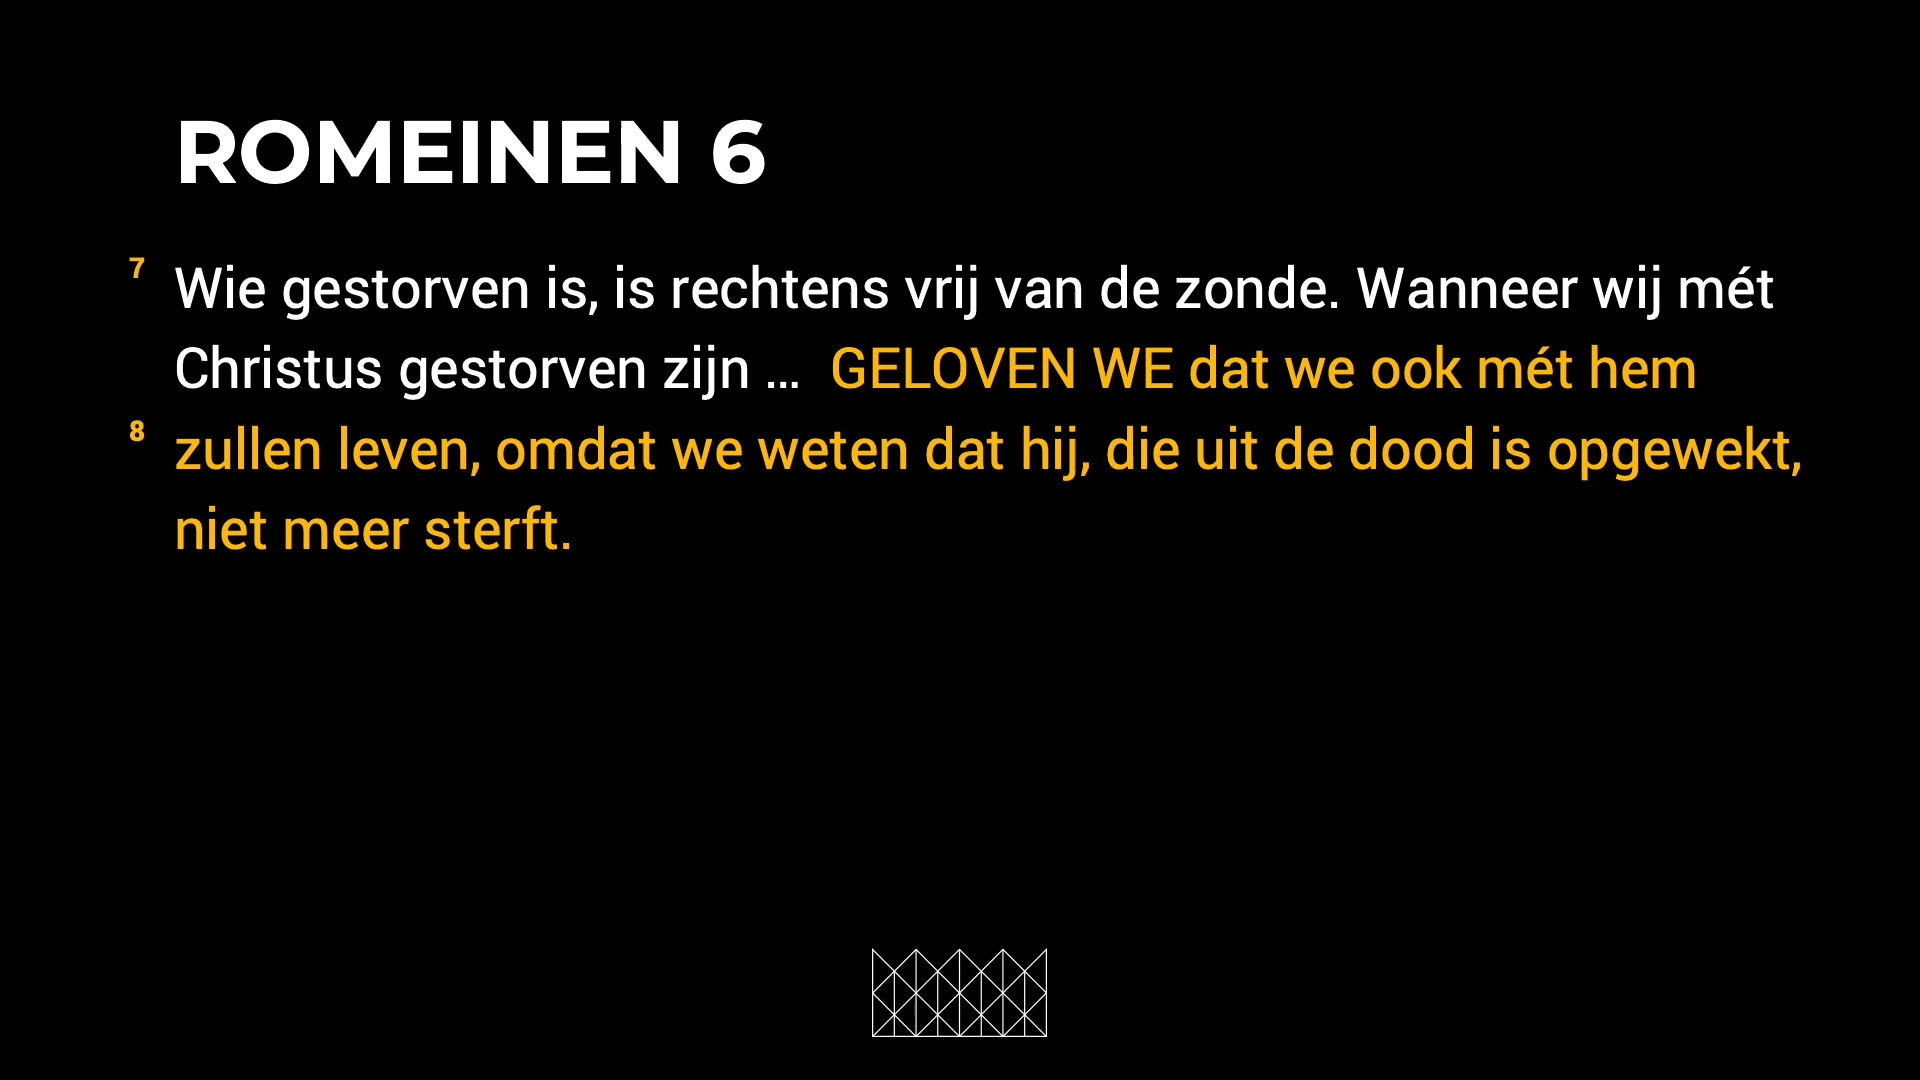 ROMEINEN 6
7 Wie gestorven is, is rechtens vrij van de zonde. Wanneer wij mét
Christus gestorven zijn ... GELOVEN WE dat we ook mét hem
8 zullen leven, omdat we weten dat hij, die uit de dood is opgewekt,
niet meer sterft.